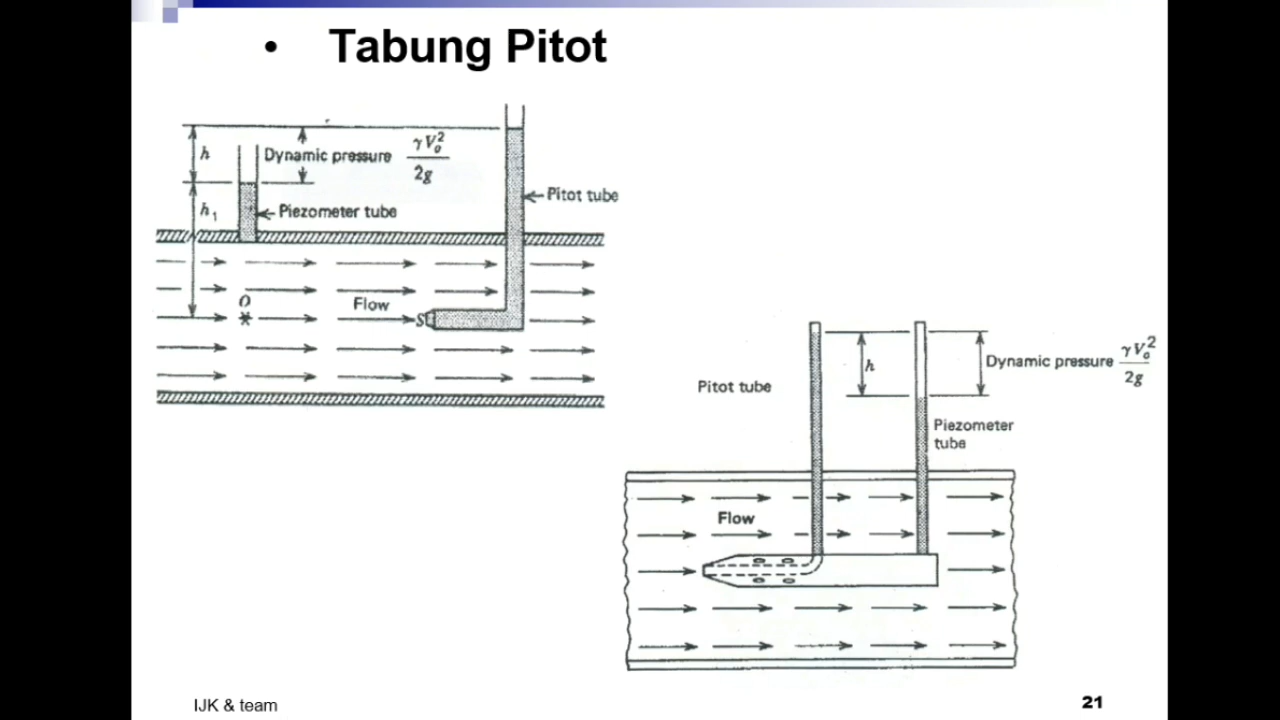 • Tabung Pitot
h
Dynamic pressure γV₀²/2g
h₁
Piezometer tube
Pitot tube
O
Flow
S
Pitot tube
h
Dynamic pressure γV₀²/2g
Piezometer
tube
Flow
IJK & team
21